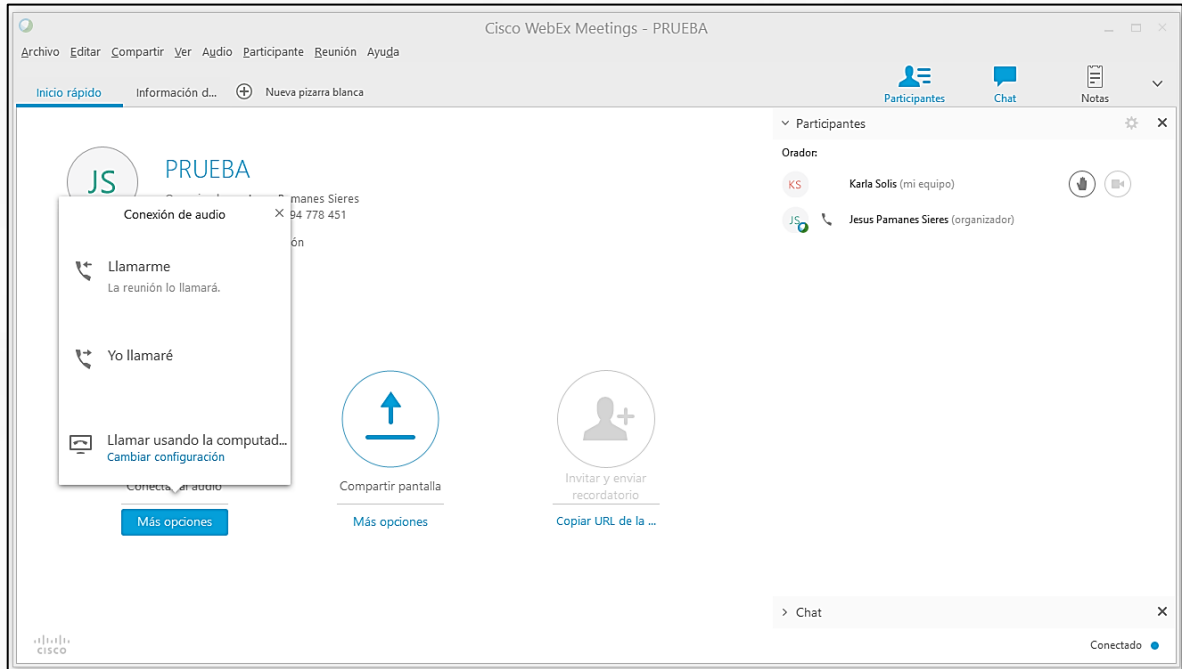 Cisco WebEx Meetings - PRUEBA
Archivo Editar Compartir Ver Audio Participante Reunión Ayuda
Inicio rápido Información d... Nueva pizarra blanca
Participantes Chat Notas
Participantes
Orador:
KS Karla Solis (mi equipo)
JS Jesus Pamanes Sieres (organizador)
JS
PRUEBA
manes Sieres
94 778 451
ón
Conexión de audio
Llamarme
La reunión lo llamará.
Yo llamaré
Llamar usando la computad...
Cambiar configuración
Conectar al audio
Más opciones
Compartir pantalla
Más opciones
Invitar y enviar
recordatorio
Copiar URL de la ...
Chat
Conectado
CISCO